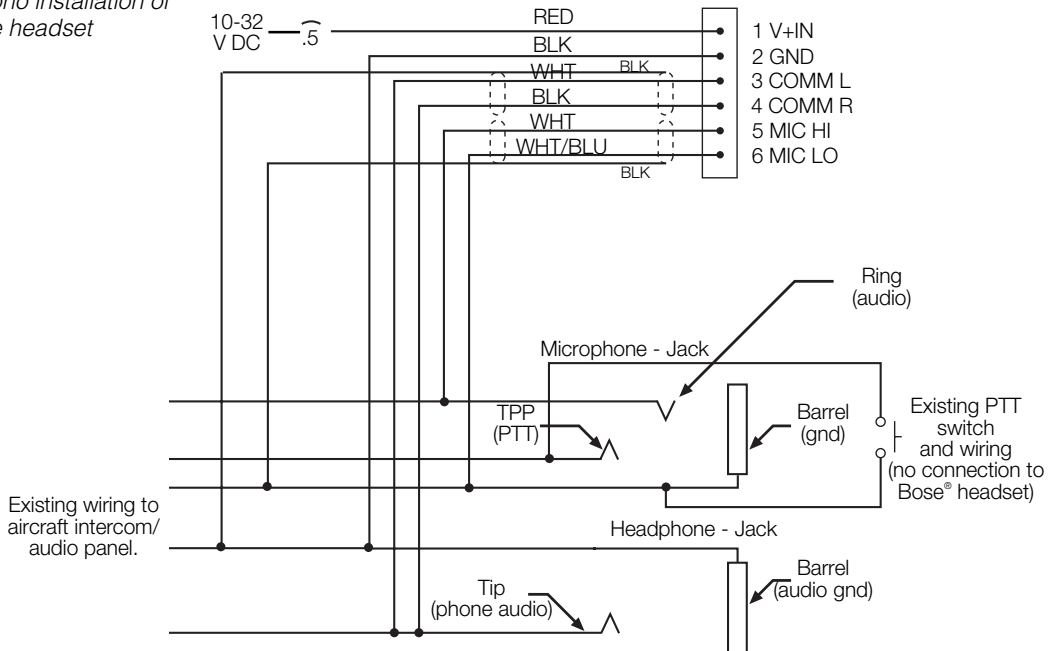 installation of
headset
10-32
V DC
.5
RED
BLK
WHT
BLK
BLK
WHT
WHT/BLU
BLK
1 V+IN
2 GND
3 COMM L
4 COMM R
5 MIC HI
6 MIC LO
Ring
(audio)
Microphone - Jack
TPP
(PTT)
Barrel
(gnd)
Existing PTT
switch
and wiring
(no connection to
Bose® headset)
Existing wiring to
aircraft intercom/
audio panel.
Headphone - Jack
Tip
(phone audio)
Barrel
(audio gnd)